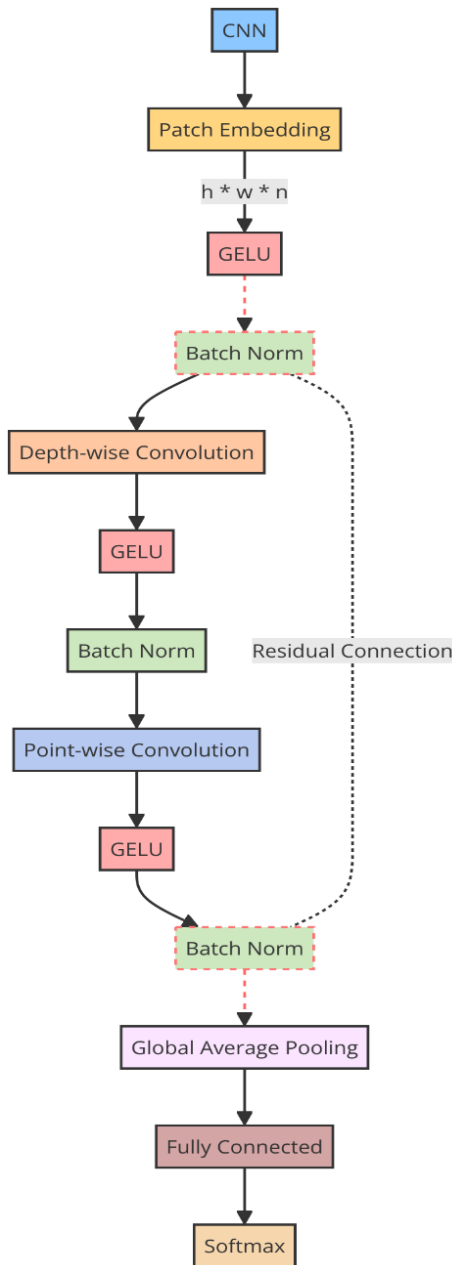 CNN
Patch Embedding
h * w * n
GELU
Batch Norm
Depth-wise Convolution
GELU
Batch Norm
Residual Connection
Point-wise Convolution
GELU
Batch Norm
Global Average Pooling
Fully Connected
Softmax